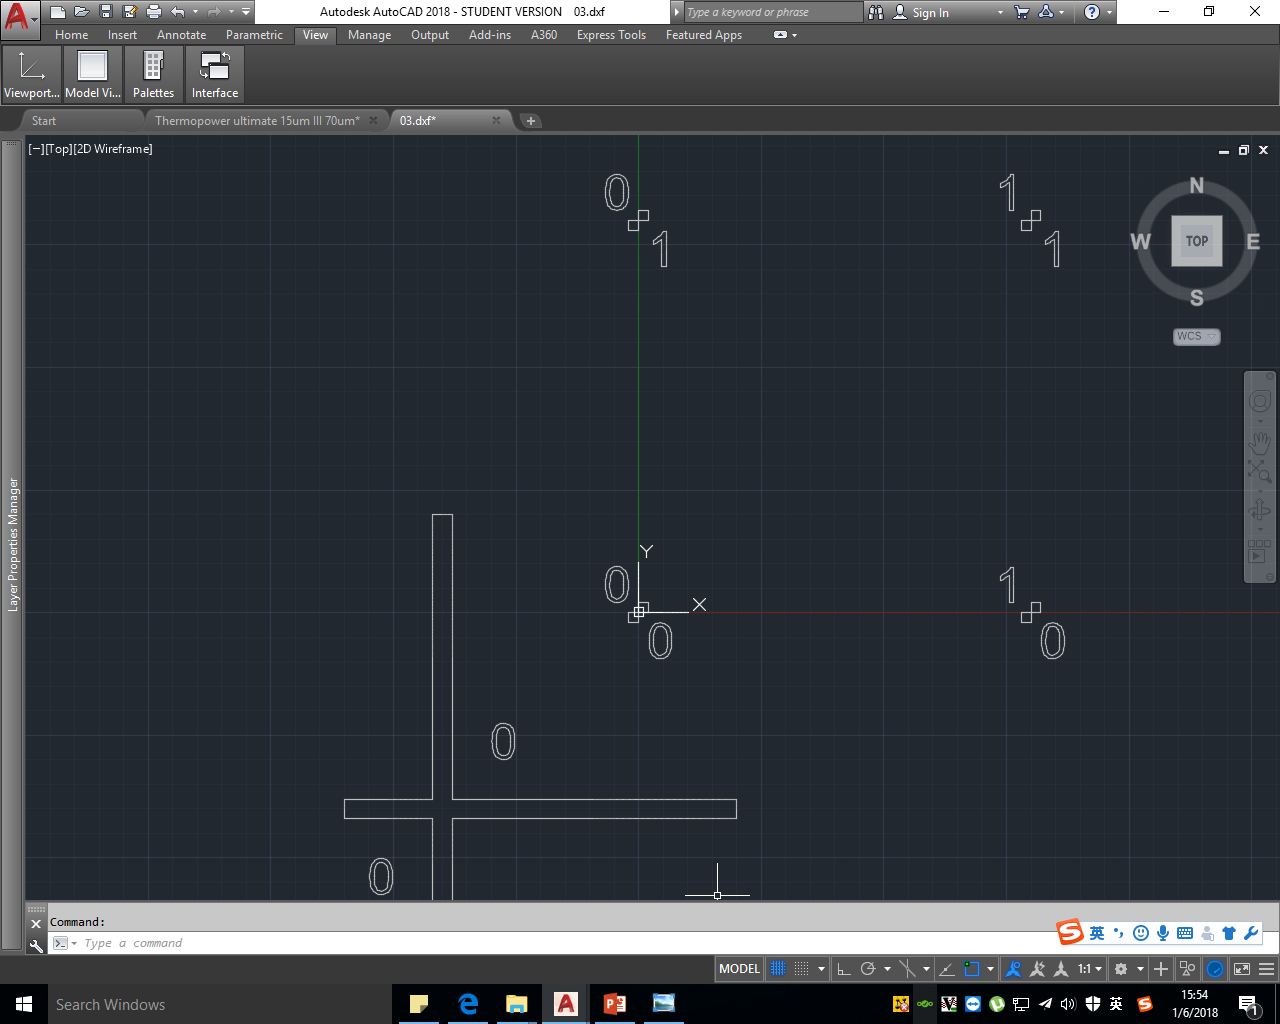 Autodesk AutoCAD 2018 - STUDENT VERSION 03.dxf
Type a keyword or phrase
Sign In
Home Insert Annotate Parametric View Manage Output Add-ins A360 Express Tools Featured Apps
Viewport... Model Vi... Palettes Interface
Start Thermopower ultimate 15um III 70um* 03.dxf*
[−][Top][2D Wireframe]
0
1
1
1
N
W TOP E
S
WCS
Layer Properties Manager
Y
X
0
0
1
0
0
0
Command:
Type a command
英
MODEL 1:1
Search Windows
英
15:54
1/6/2018
1